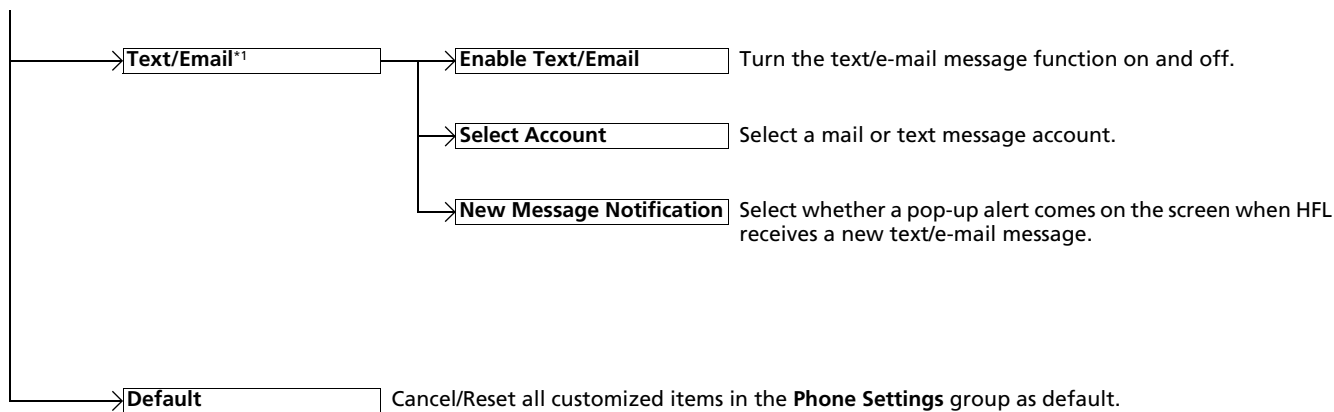 Text/Email*1
Enable Text/Email
Turn the text/e-mail message function on and off.
Select Account
Select a mail or text message account.
New Message Notification
Select whether a pop-up alert comes on the screen when HFL
receives a new text/e-mail message.
Default
Cancel/Reset all customized items in the Phone Settings group as default.